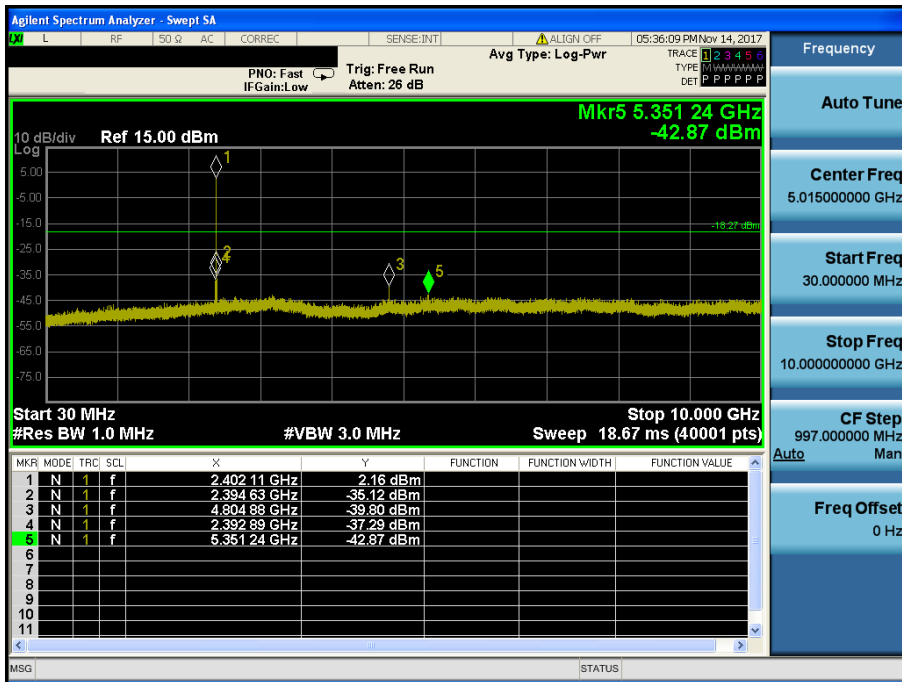 Agilent Spectrum Analyzer - Swept SA
LXI L RF 50 Ω AC CORREC SENSE:INT ALIGN OFF 05:36:09 PM Nov 14, 2017
Avg Type: Log-Pwr
TRACE 1 2 3 4 5 6
TYPE M WWWWW
DET P P P P P P
PNO: Fast
IFGain:Low
Trig: Free Run
Atten: 26 dB
Mkr5 5.351 24 GHz
-42.87 dBm
10 dB/div
Log
Ref 15.00 dBm
5.00
-5.00
-15.0
-25.0
-35.0
-45.0
-55.0
-65.0
-75.0
1
2
4
3
5
-18.27 dBm
Start 30 MHz
Stop 10.000 GHz
#Res BW 1.0 MHz
#VBW 3.0 MHz
Sweep 18.67 ms (40001 pts)
MKR MODE TRC SCL X Y FUNCTION FUNCTION WIDTH FUNCTION VALUE
1 N 1 f 2.402 11 GHz 2.16 dBm
2 N 1 f 2.394 63 GHz -35.12 dBm
3 N 1 f 4.804 88 GHz -39.80 dBm
4 N 1 f 2.392 89 GHz -37.29 dBm
5 N 1 f 5.351 24 GHz -42.87 dBm
6
7
8
9
10
11
MSG
STATUS
Frequency
Auto Tune
Center Freq
5.015000000 GHz
Start Freq
30.000000 MHz
Stop Freq
10.000000000 GHz
CF Step
997.000000 MHz
Auto Man
Freq Offset
0 Hz